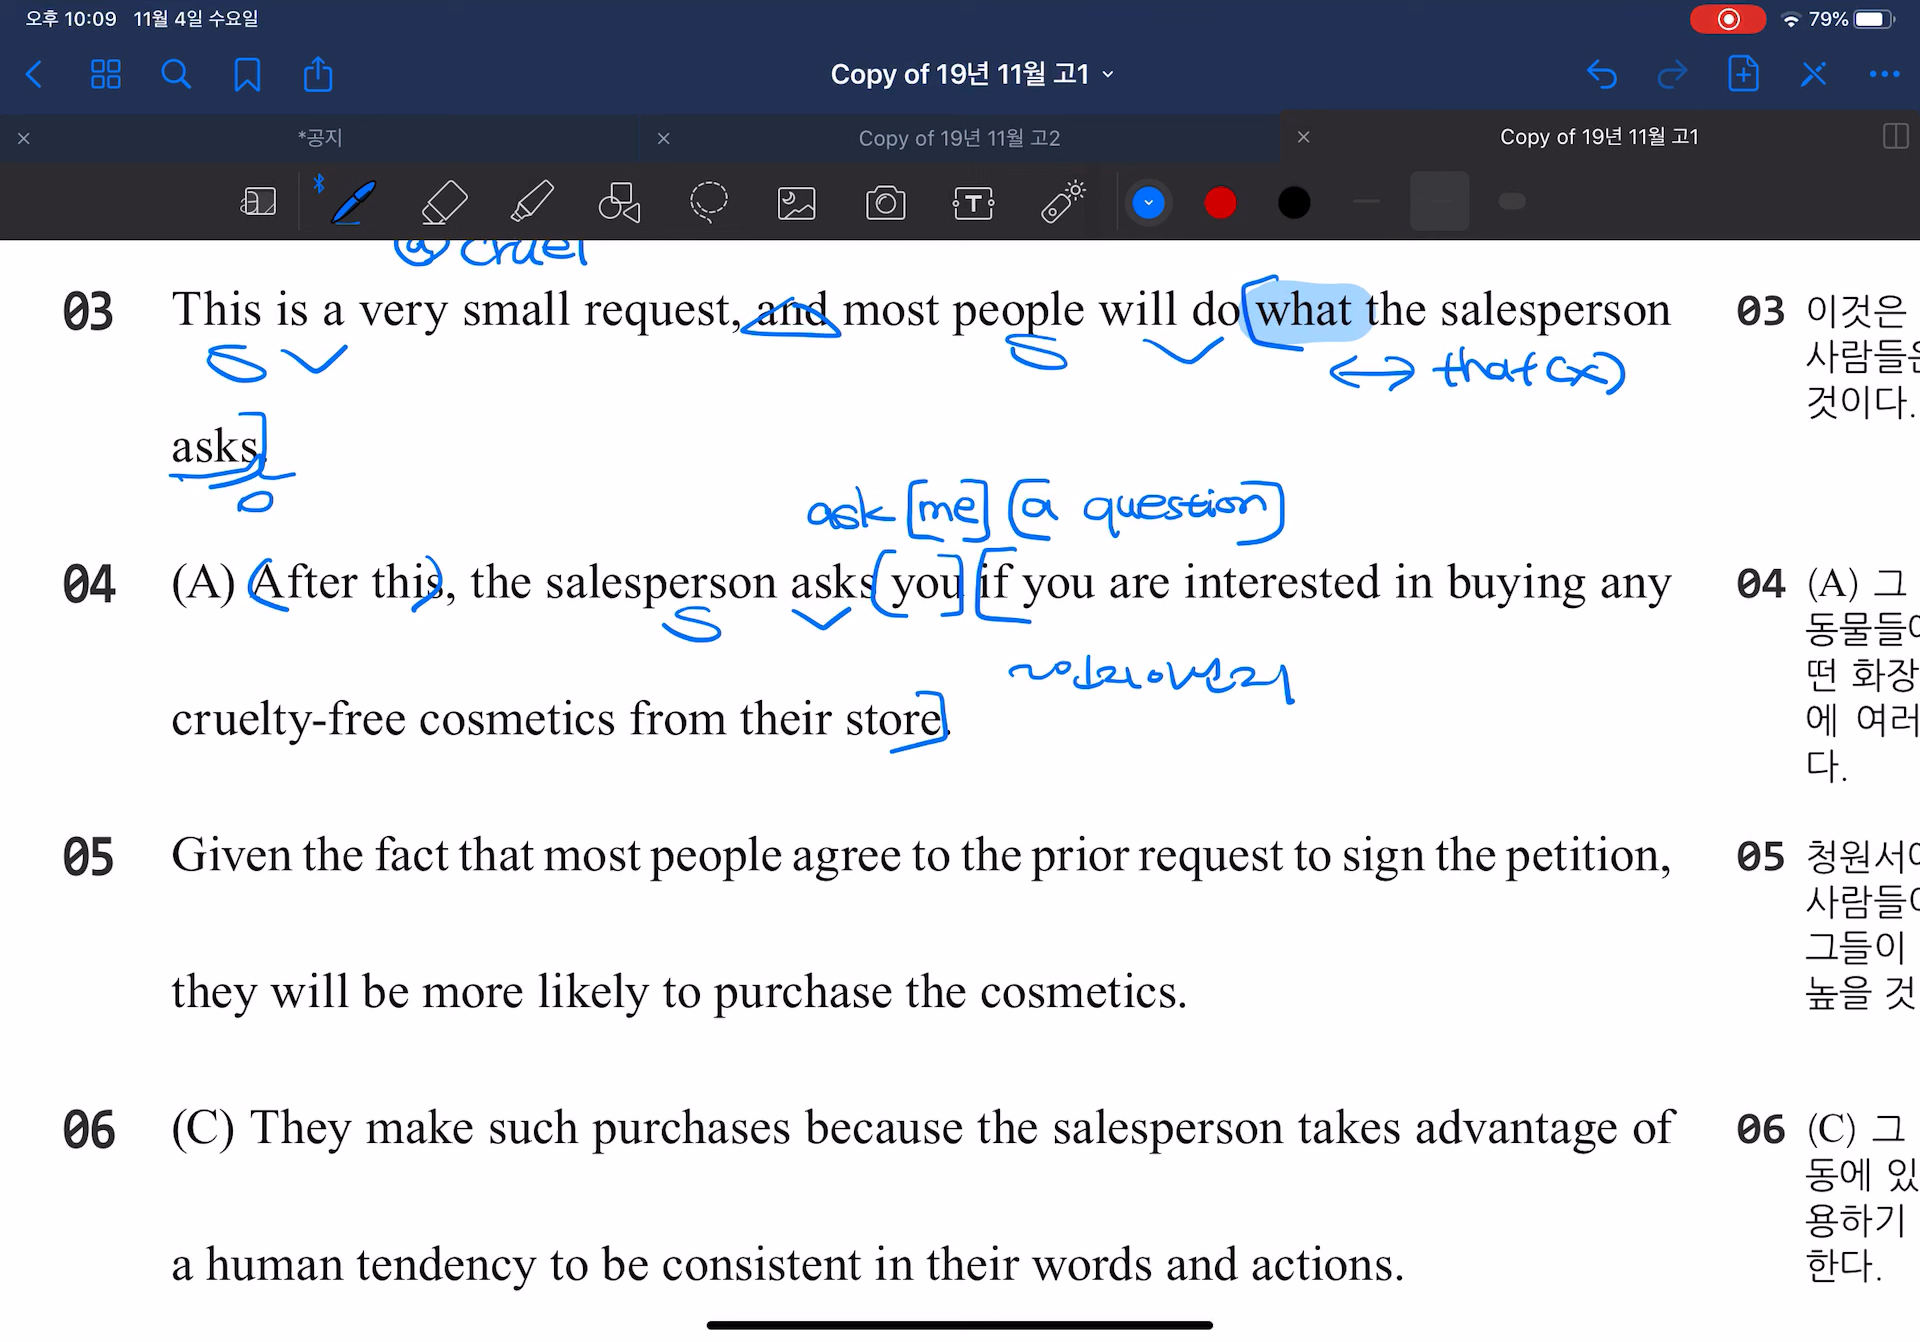 오후 10:09 11월 4일 수요일
79%
Copy of 19년 11월 고1
*공지
Copy of 19년 11월 고2
Copy of 19년 11월 고1
ⓐ cruel
03 This is a very small request, and most people will do what the salesperson
S V S V ↔ that(x)
asks.
O
ask [me] [a question]
04 (A) After this, the salesperson asks you if you are interested in buying any
S V
~인지아닌지
cruelty-free cosmetics from their store.
05 Given the fact that most people agree to the prior request to sign the petition,
they will be more likely to purchase the cosmetics.
06 (C) They make such purchases because the salesperson takes advantage of
a human tendency to be consistent in their words and actions.
03 이것은
사람들은
것이다.
04 (A) 그
동물들에
떤 화장
에 여러
다.
05 청원서에
사람들이
그들이
높을 것
06 (C) 그
동에 있
용하기
한다.